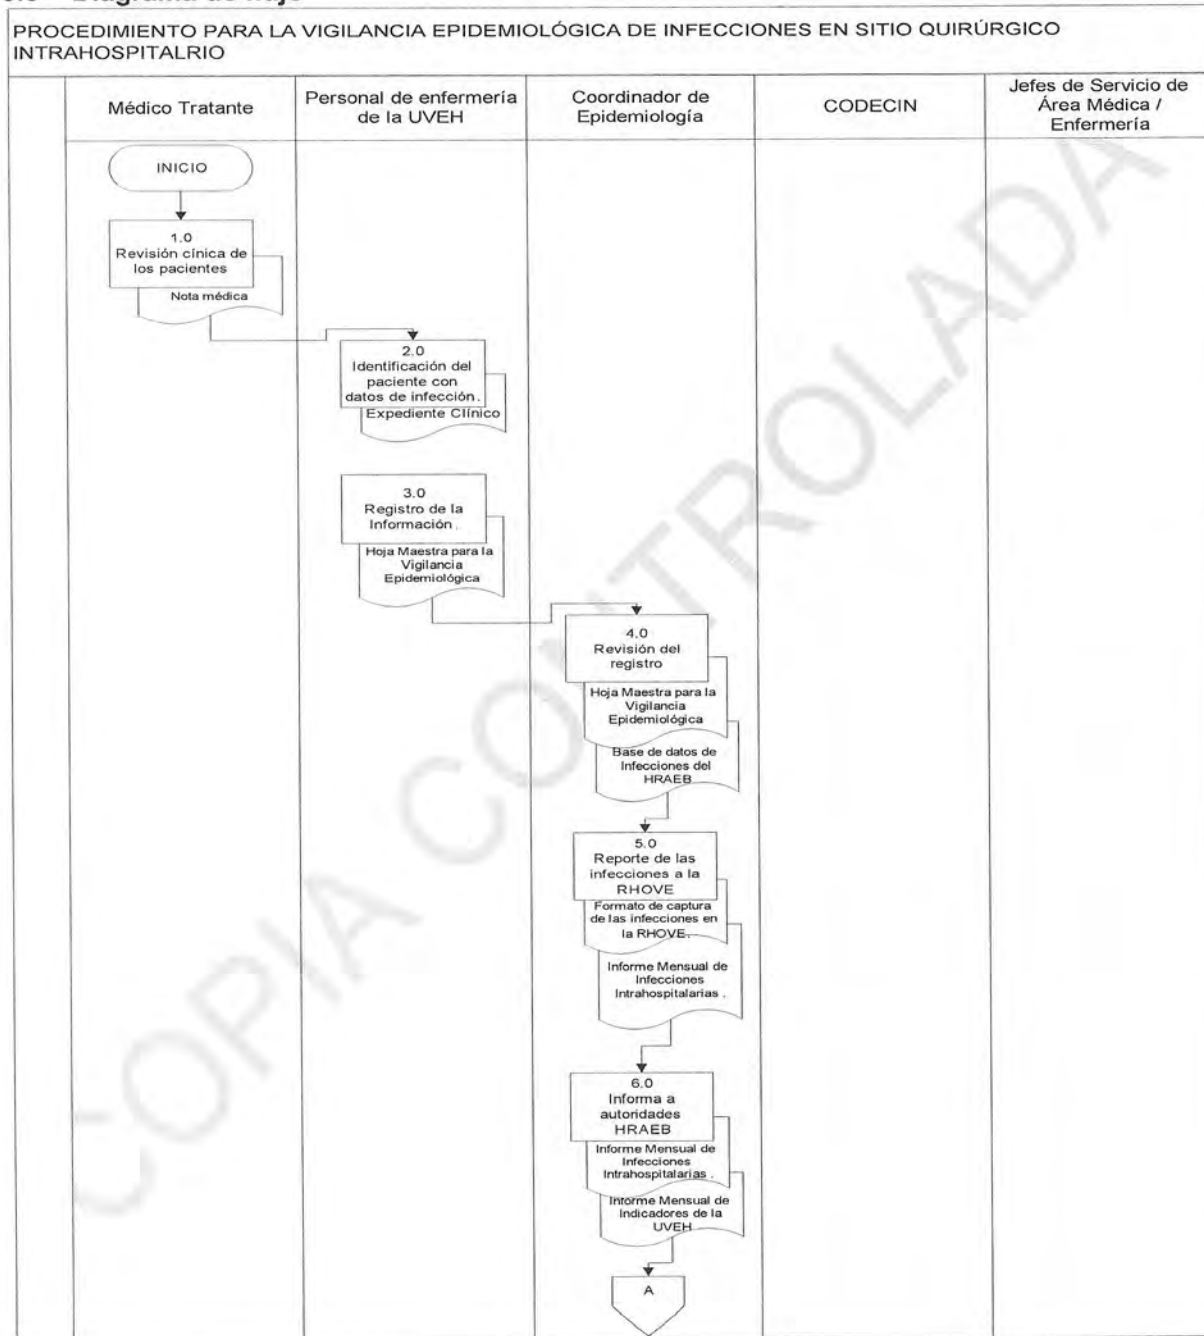 Diagrama de flujo
PROCEDIMIENTO PARA LA VIGILANCIA EPIDEMIOLÓGICA DE INFECCIONES EN SITIO QUIRÚRGICO
INTRAHOSPITALRIO
Médico Tratante
Personal de enfermería
de la UVEH
Coordinador de
Epidemiología
CODECIN
Jefes de Servicio de
Área Médica /
Enfermería
INICIO
1.0
Revisión cínica de
los pacientes
Nota médica
2.0
Identificación del
paciente con
datos de infección.
Expediente Clínico
3.0
Registro de la
Información.
Hoja Maestra para la
Vigilancia
Epidemiológica
4.0
Revisión del
registro
Hoja Maestra para la
Vigilancia
Epidemiológica
Base de datos de
Infecciones del
HRAEB
5.0
Reporte de las
infecciones a la
RHOVE
Formato de captura
de las infecciones en
la RHOVE.
Informe Mensual de
Infecciones
Intrahospitalarias .
6.0
Informa a
autoridades
HRAEB
Informe Mensual de
Infecciones
Intrahospitalarias .
Informe Mensual de
Indicadores de la
UVEH
A
COPIA CONTROLADA